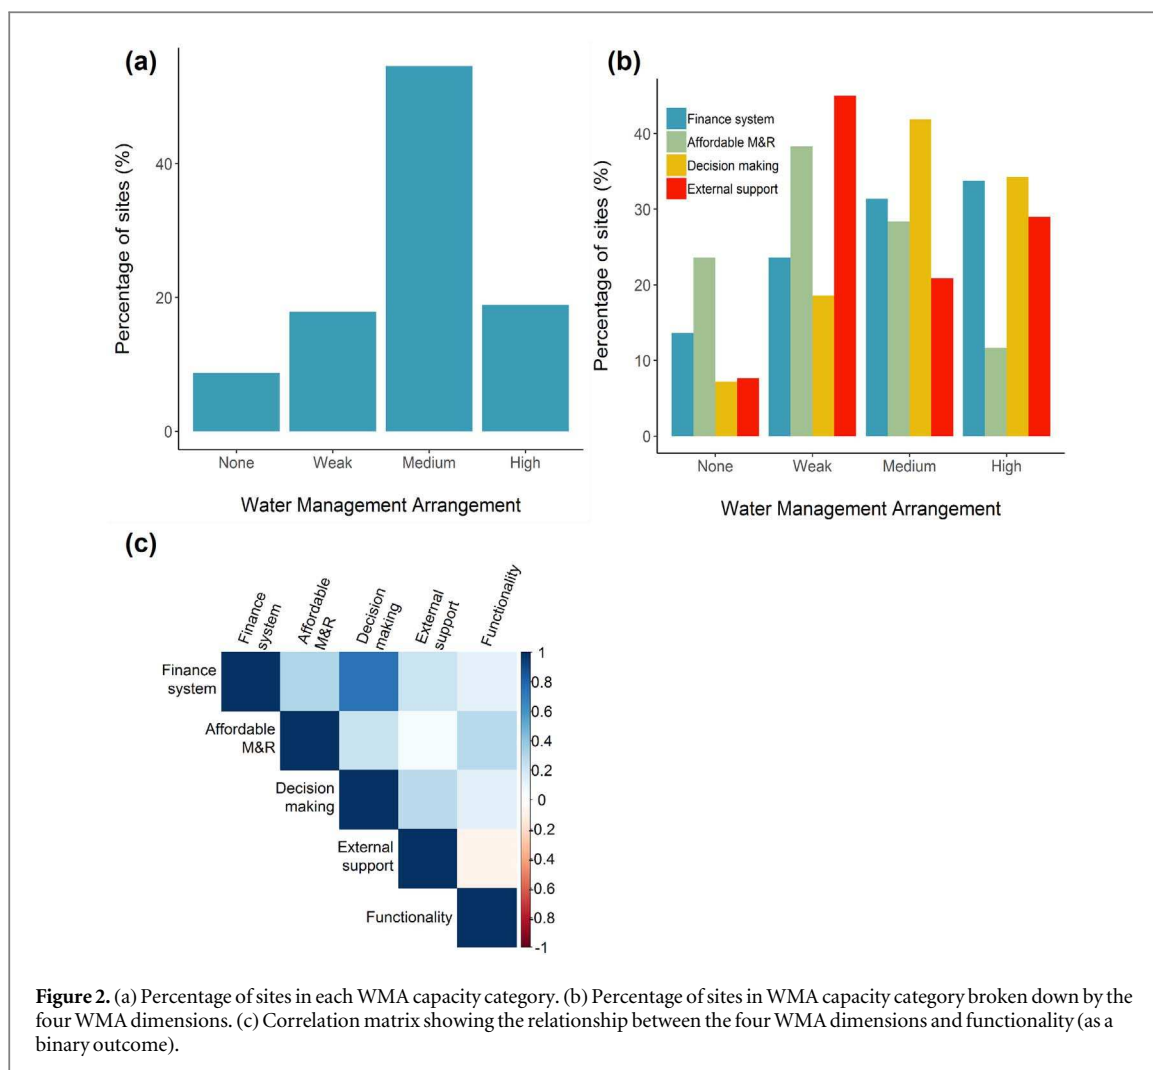 (a)
Percentage of sites (%)
40
20
0
None Weak Medium High
Water Management Arrangement
(b)
Percentage of sites (%)
40
30
20
10
0
Finance system
Affordable M&R
Decision making
External support
None Weak Medium High
Water Management Arrangement
(c)
Finance
system
Affordable
M&R
Decision
making
External
support
Functionality
Finance
system
Affordable
M&R
Decision
making
External
support
Functionality
1
0.8
0.6
0.4
0.2
0
-0.2
-0.4
-0.6
-0.8
-1
Figure 2. (a) Percentage of sites in each WMA capacity category. (b) Percentage of sites in WMA capacity category broken down by the
four WMA dimensions. (c) Correlation matrix showing the relationship between the four WMA dimensions and functionality (as a
binary outcome).